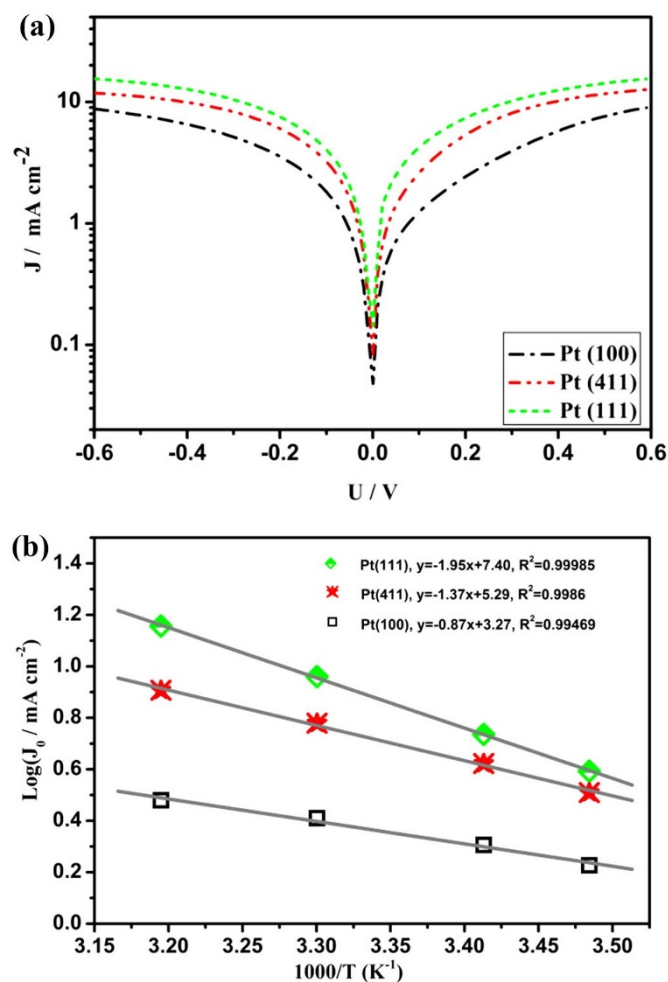 (a)
10
1
0.1
J / mA cm-2
Pt (100)
Pt (411)
Pt (111)
-0.6 -0.4 -0.2 0.0 0.2 0.4 0.6
U / V
(b)
1.4
1.2
1.0
0.8
0.6
0.4
0.2
0.0
Log(J0 / mA cm-2)
Pt(111), y=-1.95x+7.40, R2=0.99985
Pt(411), y=-1.37x+5.29, R2=0.9986
Pt(100), y=-0.87x+3.27, R2=0.99469
3.15 3.20 3.25 3.30 3.35 3.40 3.45 3.50
1000/T (K-1)